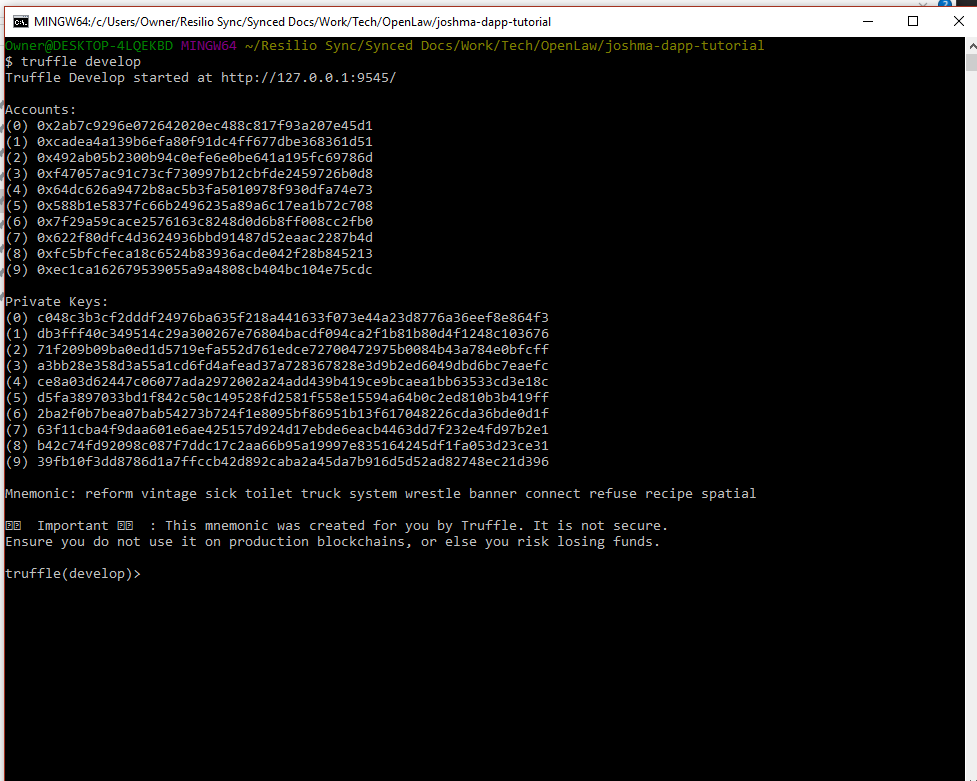 MINGW64:/c/Users/Owner/Resilio Sync/Synced Docs/Work/Tech/OpenLaw/joshma-dapp-tutorial
Owner@DESKTOP-4LQEKBD MINGW64 ~/Resilio Sync/Synced Docs/Work/Tech/OpenLaw/joshma-dapp-tutorial
$ truffle develop
Truffle Develop started at http://127.0.0.1:9545/
Accounts:
(0) 0x2ab7c9296e072642020ec488c817f93a207e45d1
(1) 0xcadea4a139b6efa80f91dc4ff677dbe368361d51
(2) 0x492ab05b2300b94c0efe6e0be641a195fc69786d
(3) 0xf47057ac91c73cf730997b12cbfde2459726b0d8
(4) 0x64dc626a9472b8ac5b3fa5010978f930dfa74e73
(5) 0x588b1e5837fc66b2496235a89a6c17ea1b72c708
(6) 0x7f29a59cace2576163c8248d0d6b8ff008cc2fb0
(7) 0x622f80dfc4d3624936bbd91487d52eaac2287b4d
(8) 0xfc5bfcfeca18c6524b83936acde042f28b845213
(9) 0xec1ca162679539055a9a4808cb404bc104e75cdc
Private Keys:
(0) c048c3b3cf2dddf24976ba635f218a441633f073e44a23d8776a36eef8e864f3
(1) db3fff40c349514c29a300267e76804bacdf094ca2f1b81b80d4f1248c103676
(2) 71f209b09ba0ed1d5719efa552d761edce72700472975b0084b43a784e0bfcff
(3) a3bb28e358d3a55a1cd6fd4afead37a728367828e3d9b2ed6049dbd6bc7eaefc
(4) ce8a03d62447c06077ada2972002a24add439b419ce9bcaea1bb63533cd3e18c
(5) d5fa3897033bd1f842c50c149528fd2581f558e15594a64b0c2ed810b3b419ff
(6) 2ba2f0b7bea07bab54273b724f1e8095bf86951b13f617048226cda36bde0d1f
(7) 63f11cba4f9daa601e6ae425157d924d17ebde6eacb4463dd7f232e4fd97b2e1
(8) b42c74fd92098c087f7ddc17c2aa66b95a19997e835164245df1fa053d23ce31
(9) 39fb10f3dd8786d1a7ffccb42d892caba2a45da7b916d5d52ad82748ec21d396
Mnemonic: reform vintage sick toilet truck system wrestle banner connect refuse recipe spatial
Important : This mnemonic was created for you by Truffle. It is not secure.
Ensure you do not use it on production blockchains, or else you risk losing funds.
truffle(develop)>